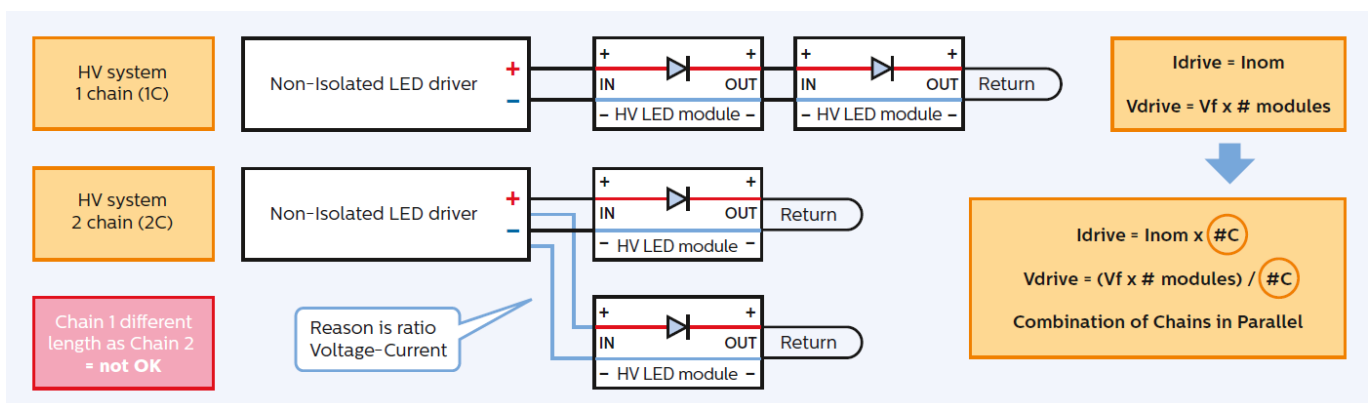 HV system
1 chain (1C)
Non-Isolated LED driver
+
–
+ +
IN OUT
– HV LED module –
+ +
IN OUT
– HV LED module –
Return
Idrive = Inom
Vdrive = Vf x # modules
HV system
2 chain (2C)
Non-Isolated LED driver
+
–
+ +
IN OUT
– HV LED module –
Return
Idrive = Inom x #C
Vdrive = (Vf x # modules) / #C
Combination of Chains in Parallel
Chain 1 different
length as Chain 2
= not OK
Reason is ratio
Voltage-Current
+ +
IN OUT
– HV LED module –
Return